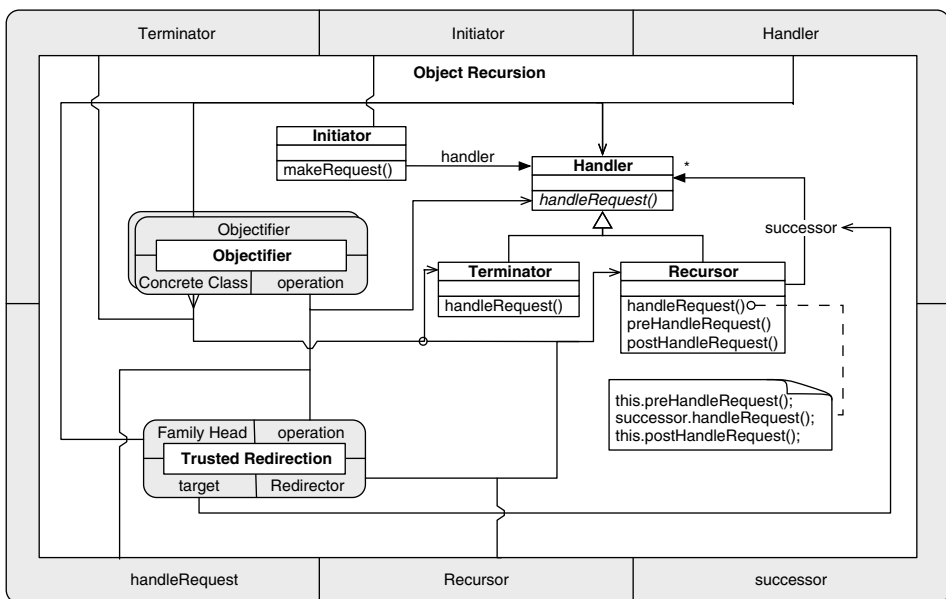 Terminator
Initiator
Handler
Object Recursion
Initiator
makeRequest()
handler
Handler
handleRequest()
*
successor
Objectifier
Objectifier
Concrete Class
operation
Terminator
handleRequest()
Recursor
handleRequest()
preHandleRequest()
postHandleRequest()
this.preHandleRequest();
successor.handleRequest();
this.postHandleRequest();
Family Head
operation
Trusted Redirection
target
Redirector
handleRequest
Recursor
successor